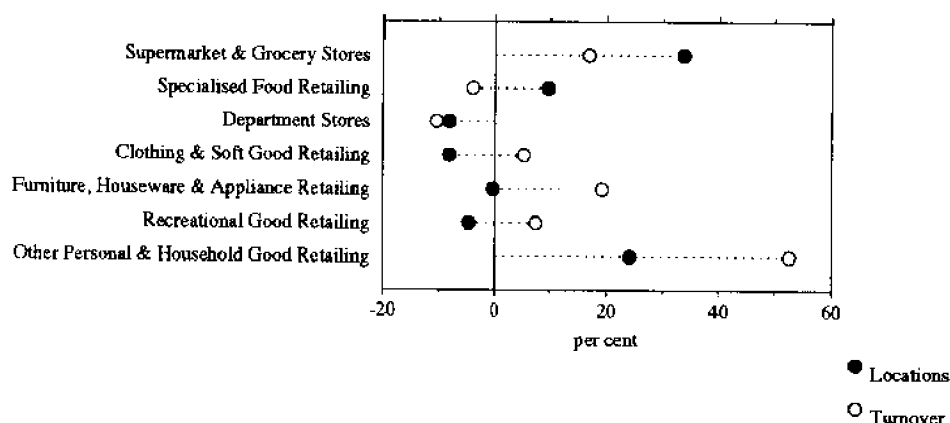 Supermarket & Grocery Stores
Specialised Food Retailing
Department Stores
Clothing & Soft Good Retailing
Furniture, Houseware & Appliance Retailing
Recreational Good Retailing
Other Personal & Household Good Retailing
-20 0 20 40 60
per cent
Locations
Turnover